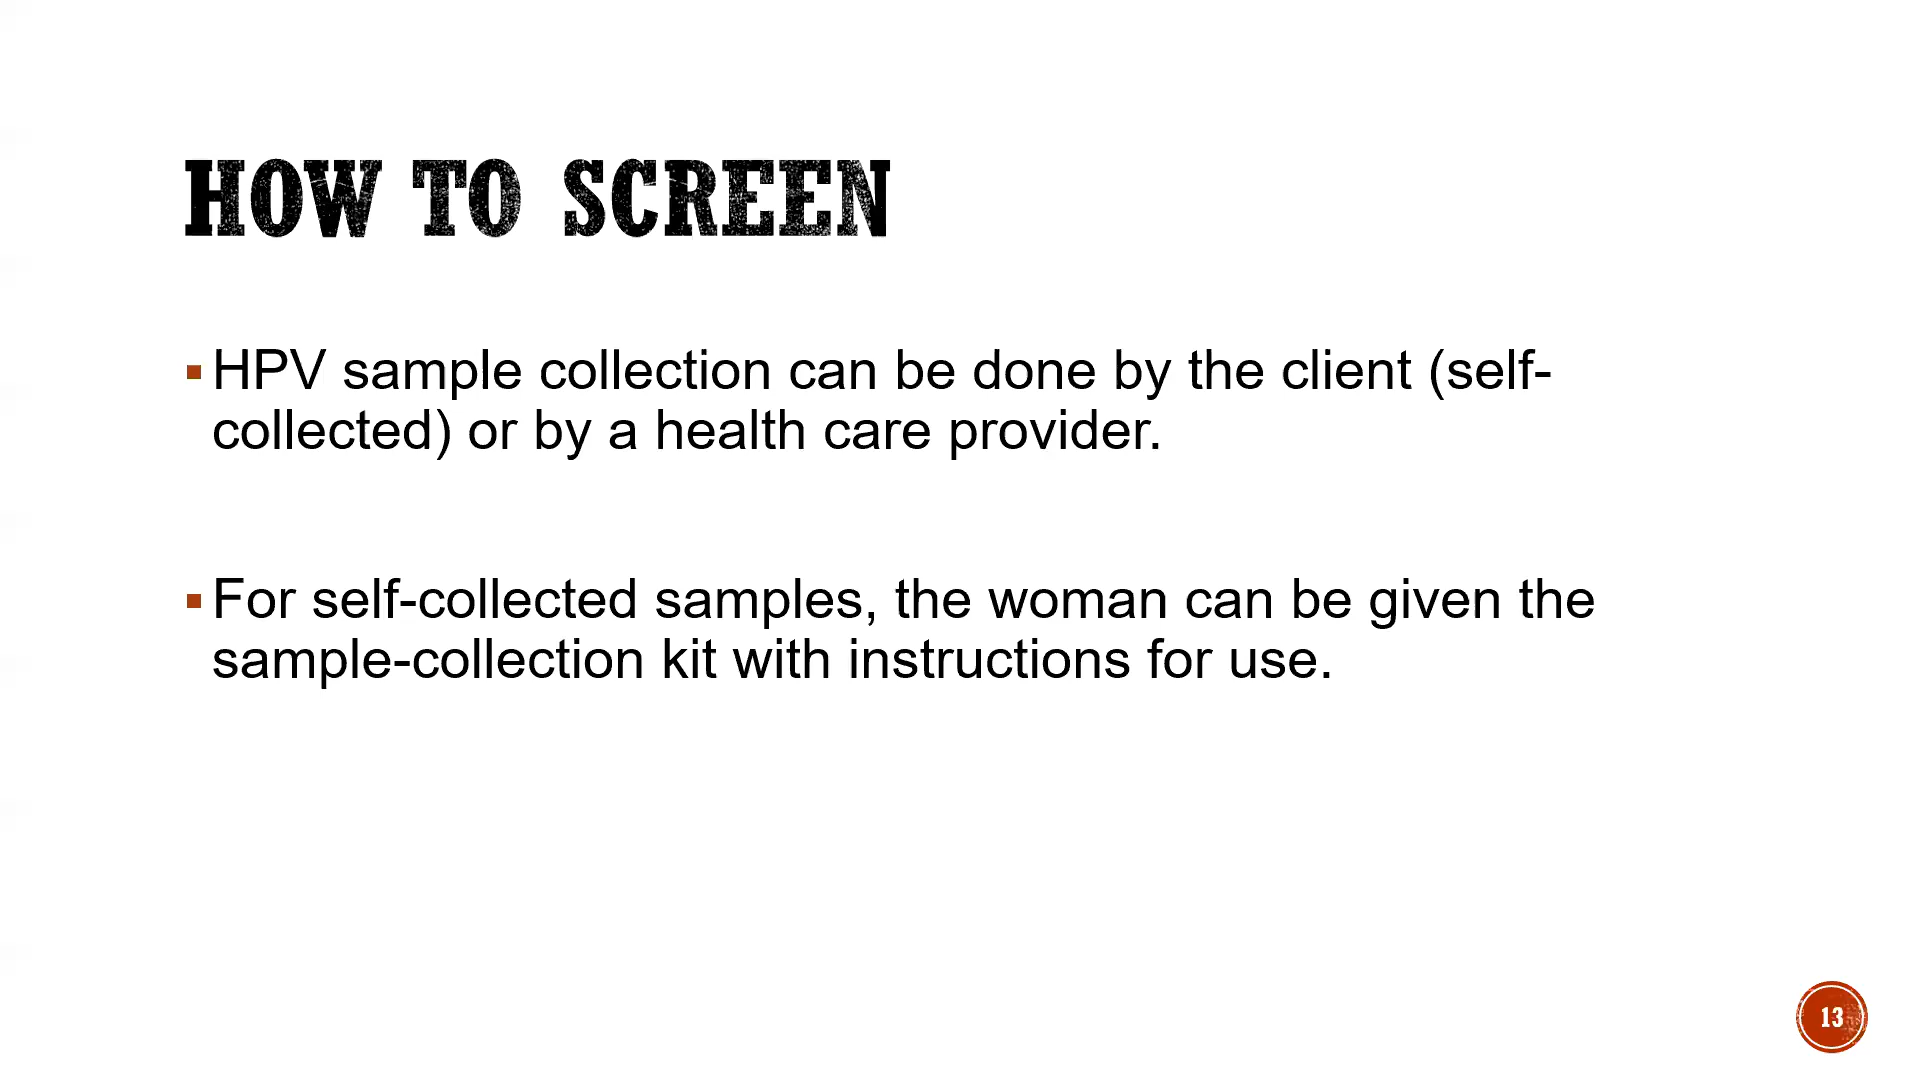 HOW TO SCREEN
▪HPV sample collection can be done by the client (self-
collected) or by a health care provider.
▪For self-collected samples, the woman can be given the
sample-collection kit with instructions for use.
13